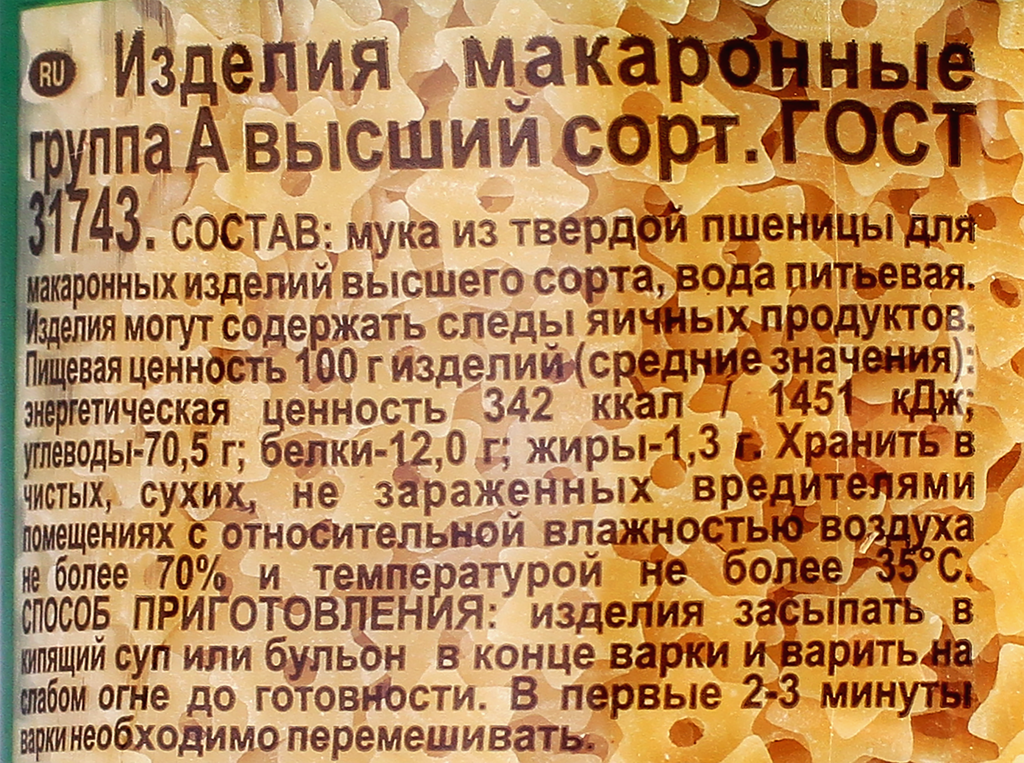 RU Изделия макаронные
группа А высший сорт. ГОСТ
31743. СОСТАВ: мука из твердой пшеницы для
макаронных изделий высшего сорта, вода питьевая.
Изделия могут содержать следы яичных продуктов.
Пищевая ценность 100 г изделий (средние значения):
энергетическая ценность 342 ккал / 1451 кДж;
углеводы-70,5 г; белки-12,0 г; жиры-1,3 г. Хранить в
чистых, сухих, не зараженных вредителями
помещениях с относительной влажностью воздуха
не более 70% и температурой не более 35°С.
СПОСОБ ПРИГОТОВЛЕНИЯ: изделия засыпать в
кипящий суп или бульон в конце варки и варить на
слабом огне до готовности. В первые 2-3 минуты
варки необходимо перемешивать.